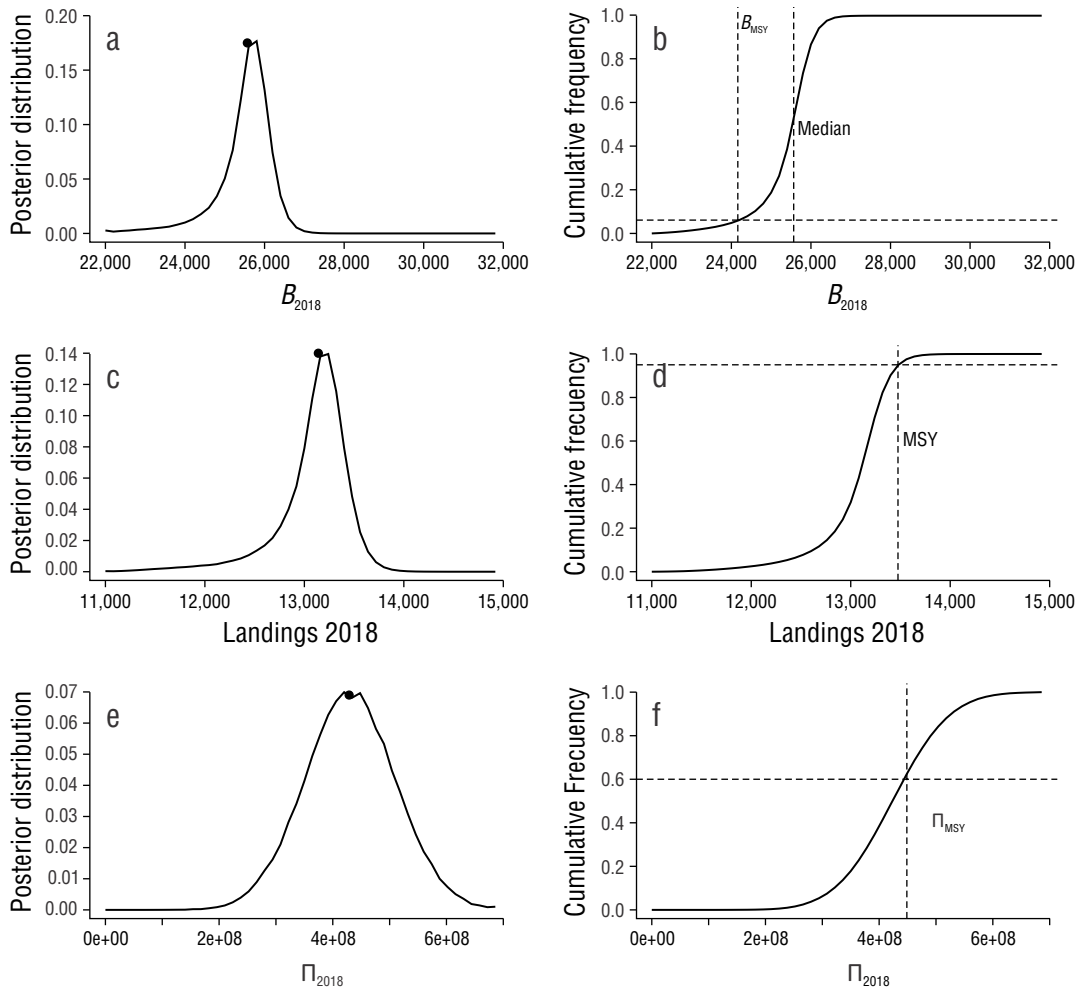 Posterior distribution
0.20
0.15
0.10
0.05
0.00
a
22,000 24,000 26,000 28,000 30,000 32,000
B2018
Cumulative frequency
1.0
0.8
0.6
0.4
0.2
0.0
b
BMSY
Median
22,000 24,000 26,000 28,000 30,000 32,000
B2018
Posterior distribution
0.14
0.12
0.10
0.08
0.06
0.04
0.02
0.00
c
11,000 12,000 13,000 14,000 15,000
Landings 2018
Cumulative frecuency
1.0
0.8
0.6
0.4
0.2
0.0
d
MSY
11,000 12,000 13,000 14,000 15,000
Landings 2018
Posterior distribution
0.07
0.06
0.05
0.04
0.03
0.02
0.01
0.00
e
0e+00 2e+08 4e+08 6e+08
Π2018
Cumulative Frecuency
1.0
0.8
0.6
0.4
0.2
0.0
f
ΠMSY
0e+00 2e+08 4e+08 6e+08
Π2018